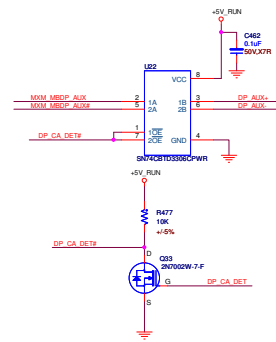 +5V_RUN
C462
0.1uF
50V,X7R
U22
VCC
8
MXM_MBDP_AUX
2
1A
1B
3
DP_AUX+
MXM_MBDP_AUX#
5
2A
2B
6
DP_AUX-
DP_CA_DET#
1
1OE
7
2OE
GND
4
SN74CBTD3306CPWR
+5V_RUN
R477
10K
+/-5%
DP_CA_DET#
D
Q33
2N7002W-7-F
G
DP_CA_DET
S